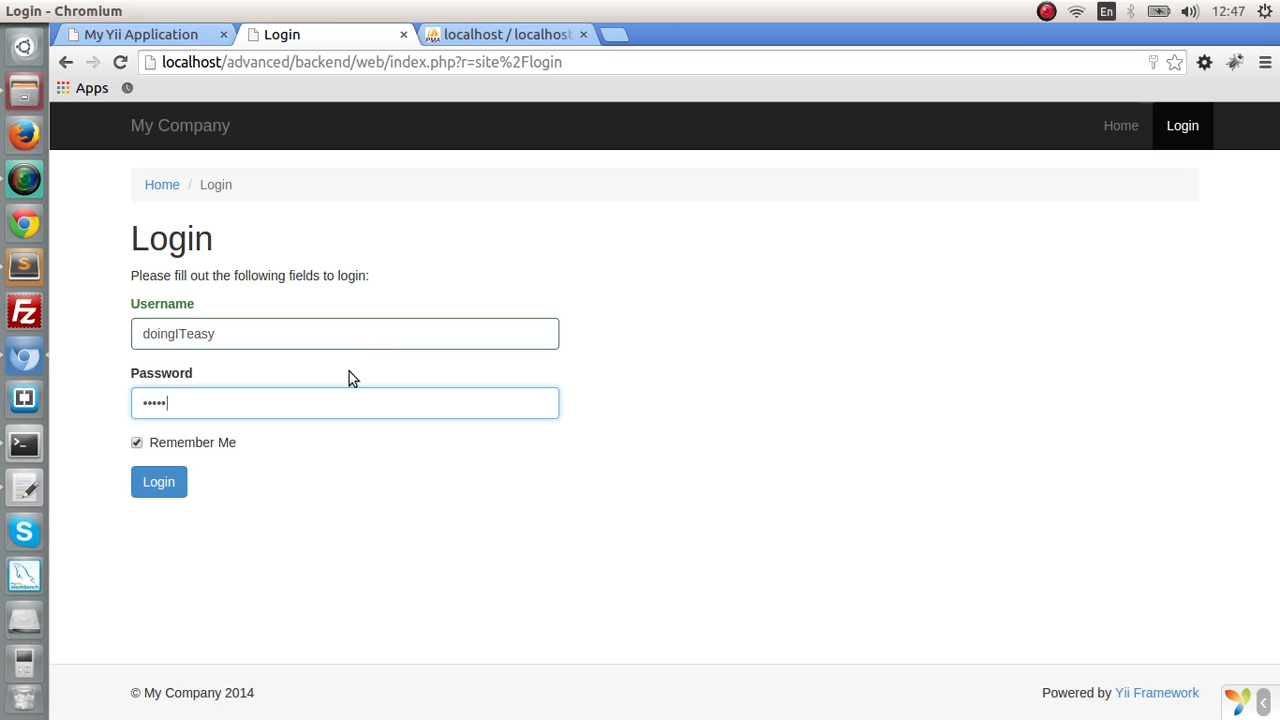 Login - Chromium
En
12:47
My Yii Application
Login
localhost / localhost
localhost/advanced/backend/web/index.php?r=site%2Flogin
Apps
My Company
Home
Login
Home / Login
Login
Please fill out the following fields to login:
Username
doingITeasy
Password
•••••
Remember Me
Login
© My Company 2014
Powered by Yii Framework